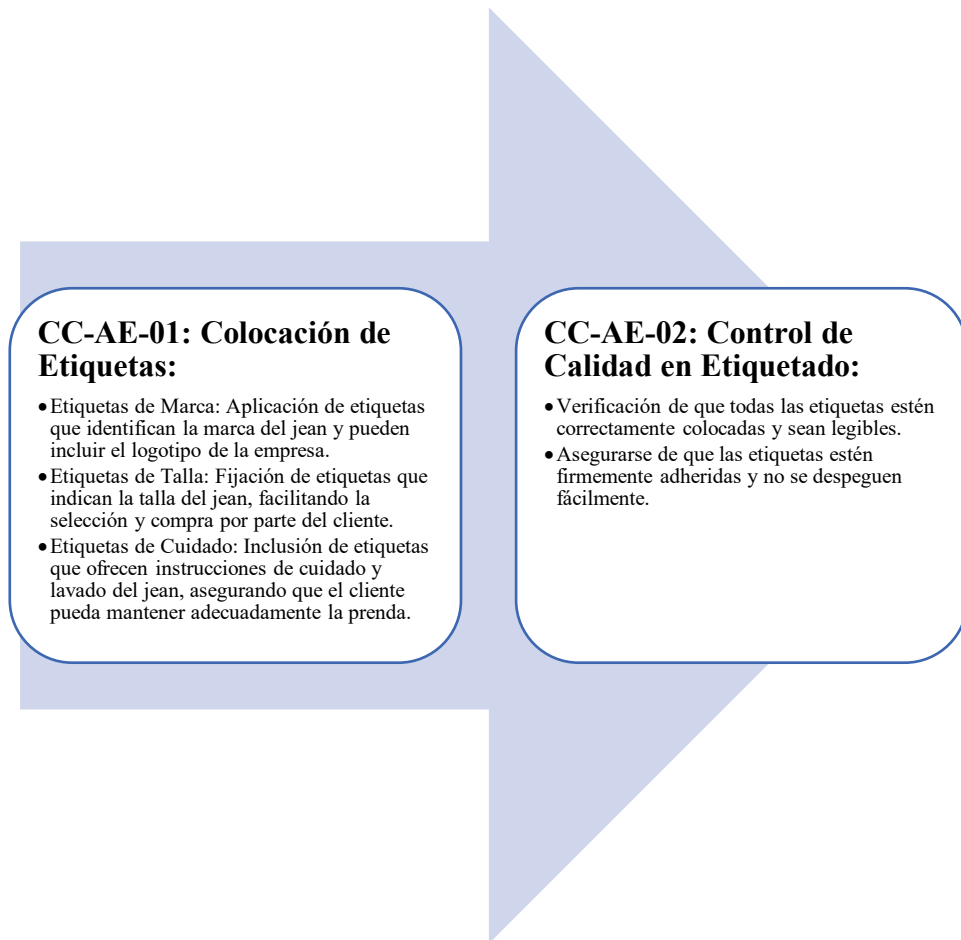 CC-AE-01: Colocación de
Etiquetas:
•Etiquetas de Marca: Aplicación de etiquetas
que identifican la marca del jean y pueden
incluir el logotipo de la empresa.
•Etiquetas de Talla: Fijación de etiquetas que
indican la talla del jean, facilitando la
selección y compra por parte del cliente.
•Etiquetas de Cuidado: Inclusión de etiquetas
que ofrecen instrucciones de cuidado y
lavado del jean, asegurando que el cliente
pueda mantener adecuadamente la prenda.
CC-AE-02: Control de
Calidad en Etiquetado:
•Verificación de que todas las etiquetas estén
correctamente colocadas y sean legibles.
•Asegurarse de que las etiquetas estén
firmemente adheridas y no se despeguen
fácilmente.